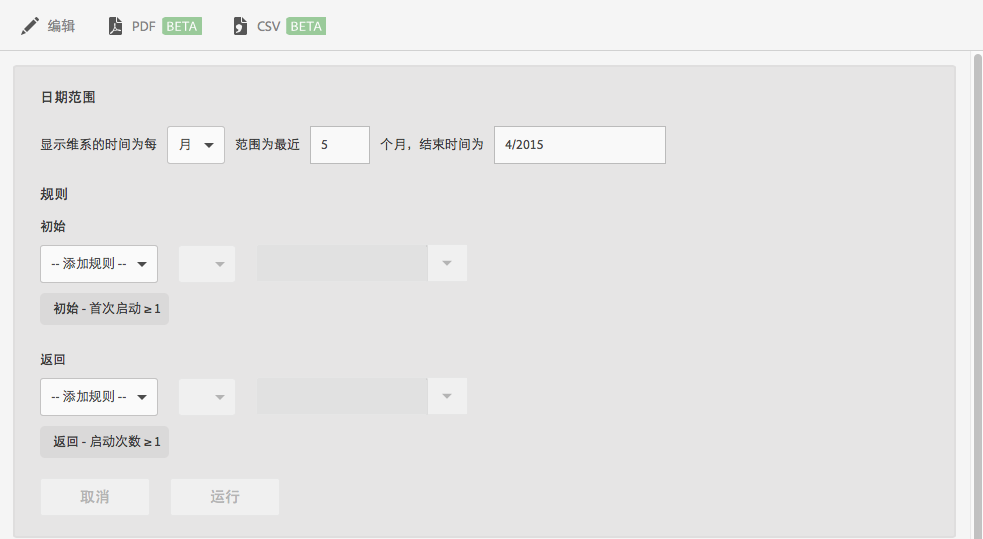 编辑 PDF BETA CSV BETA
日期范围
显示维系的时间为每 月 范围为最近 5 个月，结束时间为 4/2015
规则
初始
-- 添加规则 --
初始 - 首次启动 ≥ 1
返回
-- 添加规则 --
返回 - 启动次数 ≥ 1
取消 运行